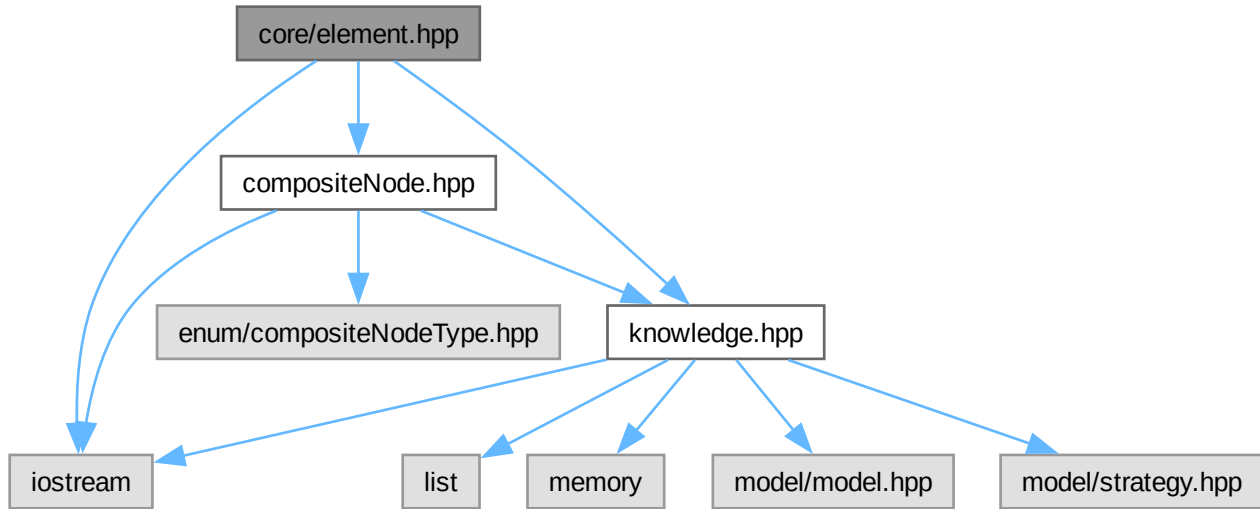 core/element.hpp
compositeNode.hpp
enum/compositeNodeType.hpp
knowledge.hpp
iostream
list
memory
model/model.hpp
model/strategy.hpp